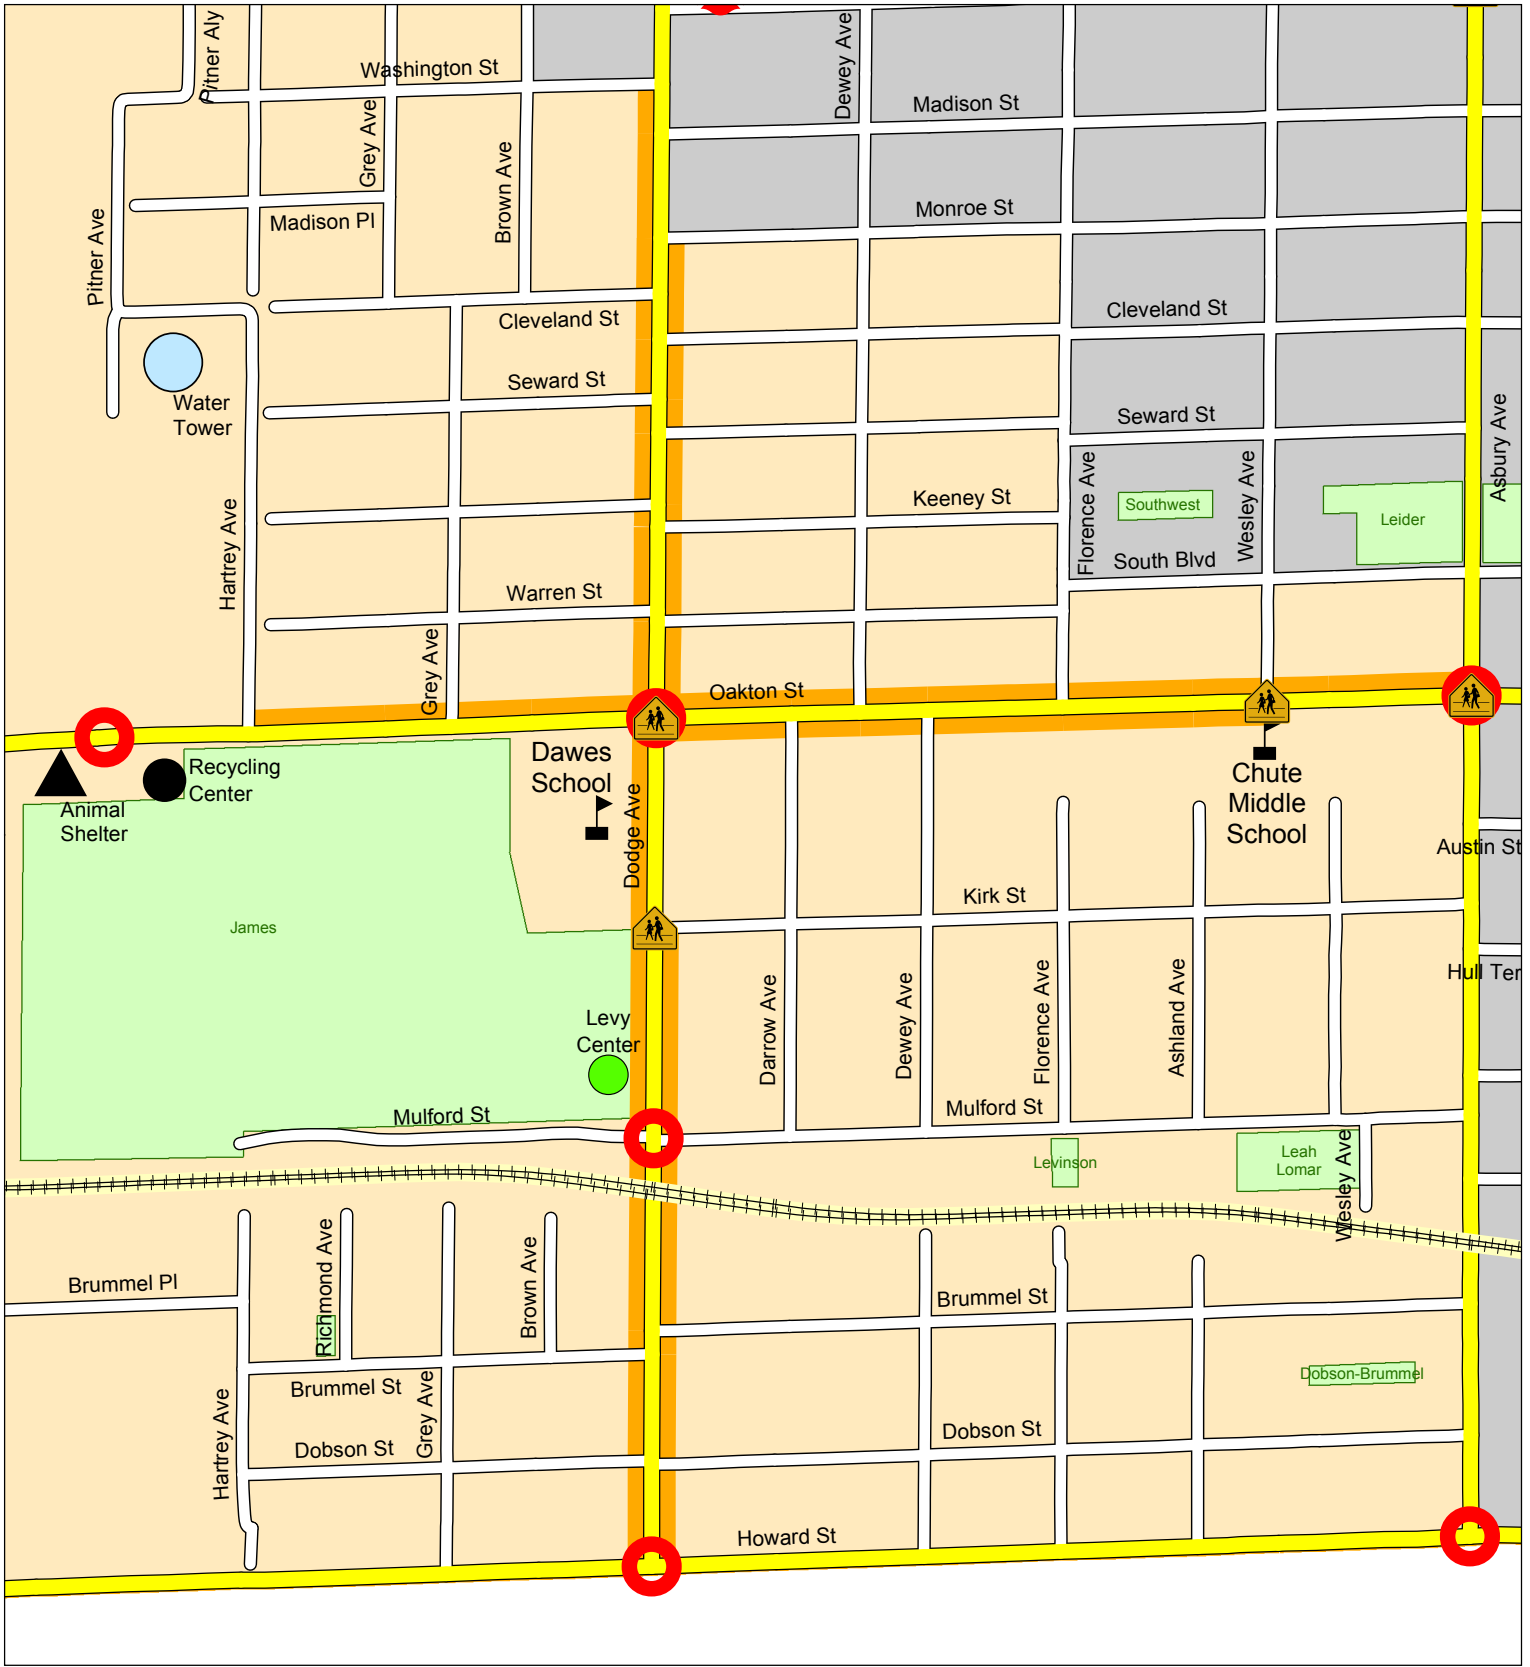 Pitner Aly
Washington St
Grey Ave
Brown Ave
Dewey Ave
Madison St
Monroe St
Madison Pl
Pitner Ave
Cleveland St
Cleveland St
Seward St
Seward St
Water
Tower
Hartrey Ave
Keeney St
Florence Ave
Southwest
Wesley Ave
Leider
Asbury Ave
South Blvd
Warren St
Grey Ave
Oakton St
Dawes
School
Dodge Ave
Recycling
Center
Animal
Shelter
Chute
Middle
School
Austin St
Kirk St
James
Hull Ter
Levy
Center
Darrow Ave
Dewey Ave
Florence Ave
Ashland Ave
Mulford St
Mulford St
Levinson
Leah
Lomar
Wesley Ave
Richmond Ave
Brown Ave
Brummel Pl
Brummel St
Brummel St
Dobson-Brummel
Hartrey Ave
Grey Ave
Dobson St
Dobson St
Howard St